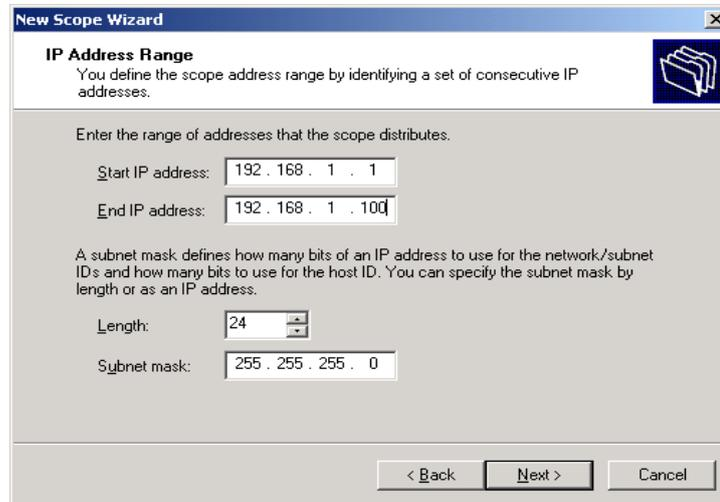 New Scope Wizard
IP Address Range
You define the scope address range by identifying a set of consecutive IP
addresses.
Enter the range of addresses that the scope distributes.
Start IP address: 192 . 168 . 1 . 1
End IP address: 192 . 168 . 1 . 100
A subnet mask defines how many bits of an IP address to use for the network/subnet
IDs and how many bits to use for the host ID. You can specify the subnet mask by
length or as an IP address.
Length: 24
Subnet mask: 255 . 255 . 255 . 0
< Back Next > Cancel